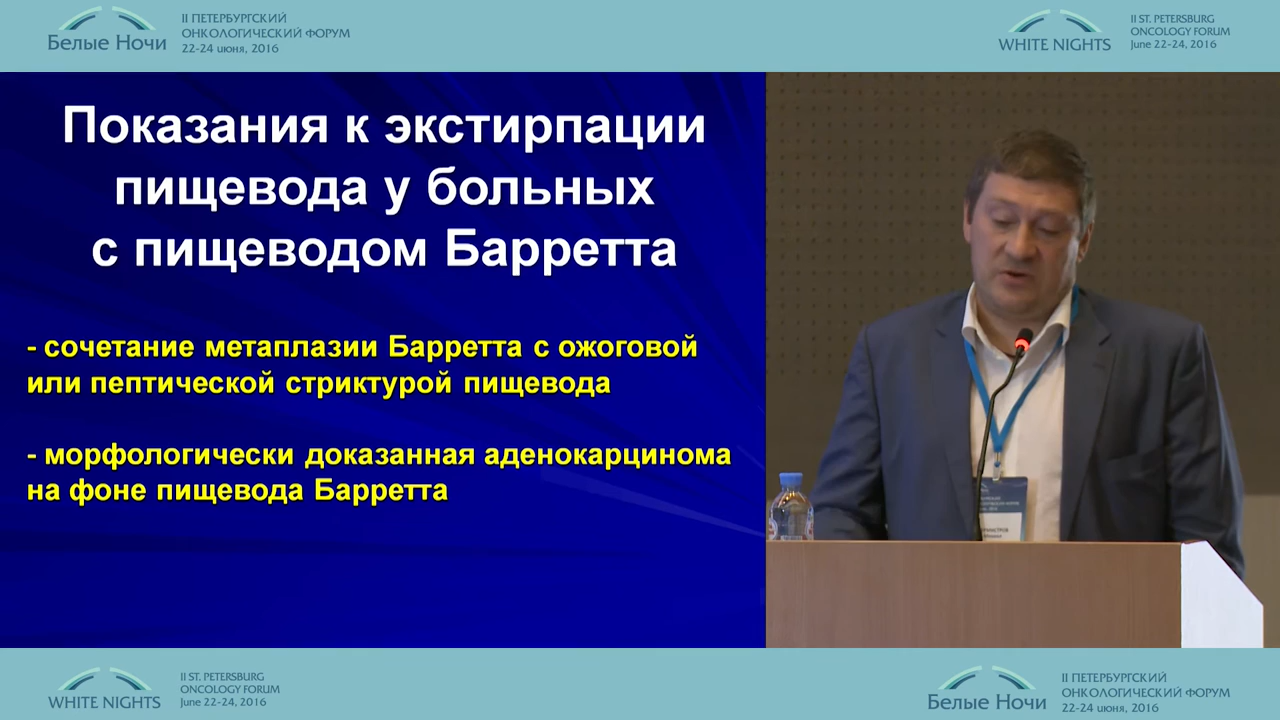 Белые Ночи
II ПЕТЕРБУРГСКИЙ
ОНКОЛОГИЧЕСКИЙ ФОРУМ
22-24 июня, 2016
WHITE NIGHTS
II ST. PETERSBURG
ONCOLOGY FORUM
June 22-24, 2016
Показания к экстирпации
пищевода у больных
с пищеводом Барретта
- сочетание метаплазии Барретта с ожоговой
или пептической стриктурой пищевода
- морфологически доказанная аденокарцинома
на фоне пищевода Барретта
WHITE NIGHTS
II ST. PETERSBURG
ONCOLOGY FORUM
June 22-24, 2016
Белые Ночи
II ПЕТЕРБУРГСКИЙ
ОНКОЛОГИЧЕСКИЙ ФОРУМ
22-24 июня, 2016